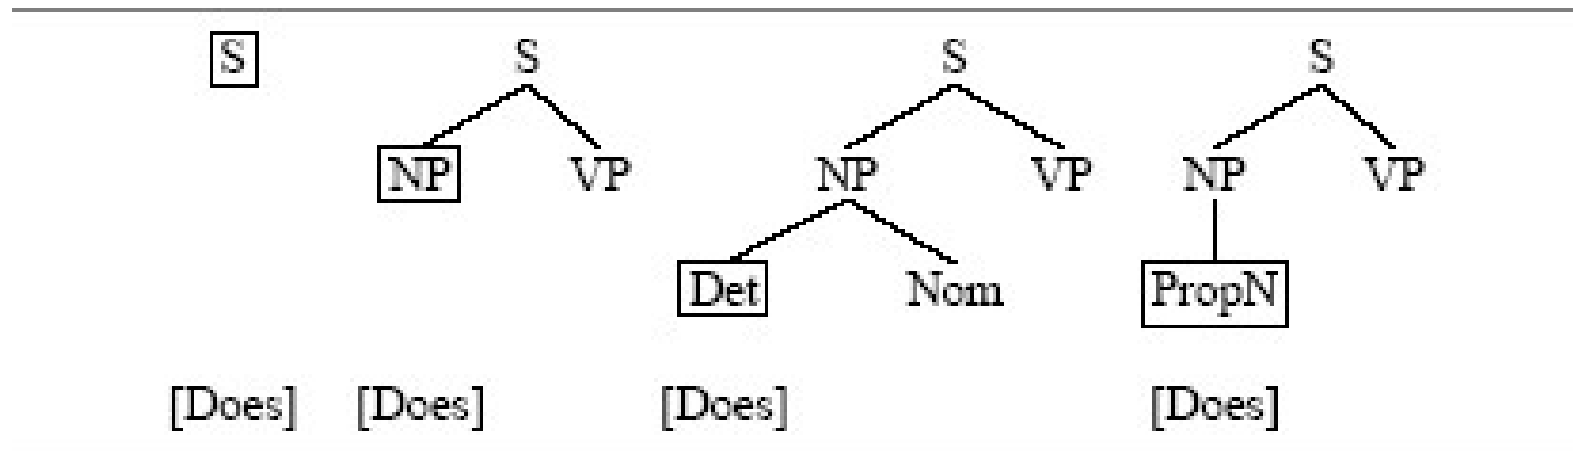 S S S S
NP VP NP VP NP VP
Det Nom PropN
[Does] [Does] [Does] [Does]